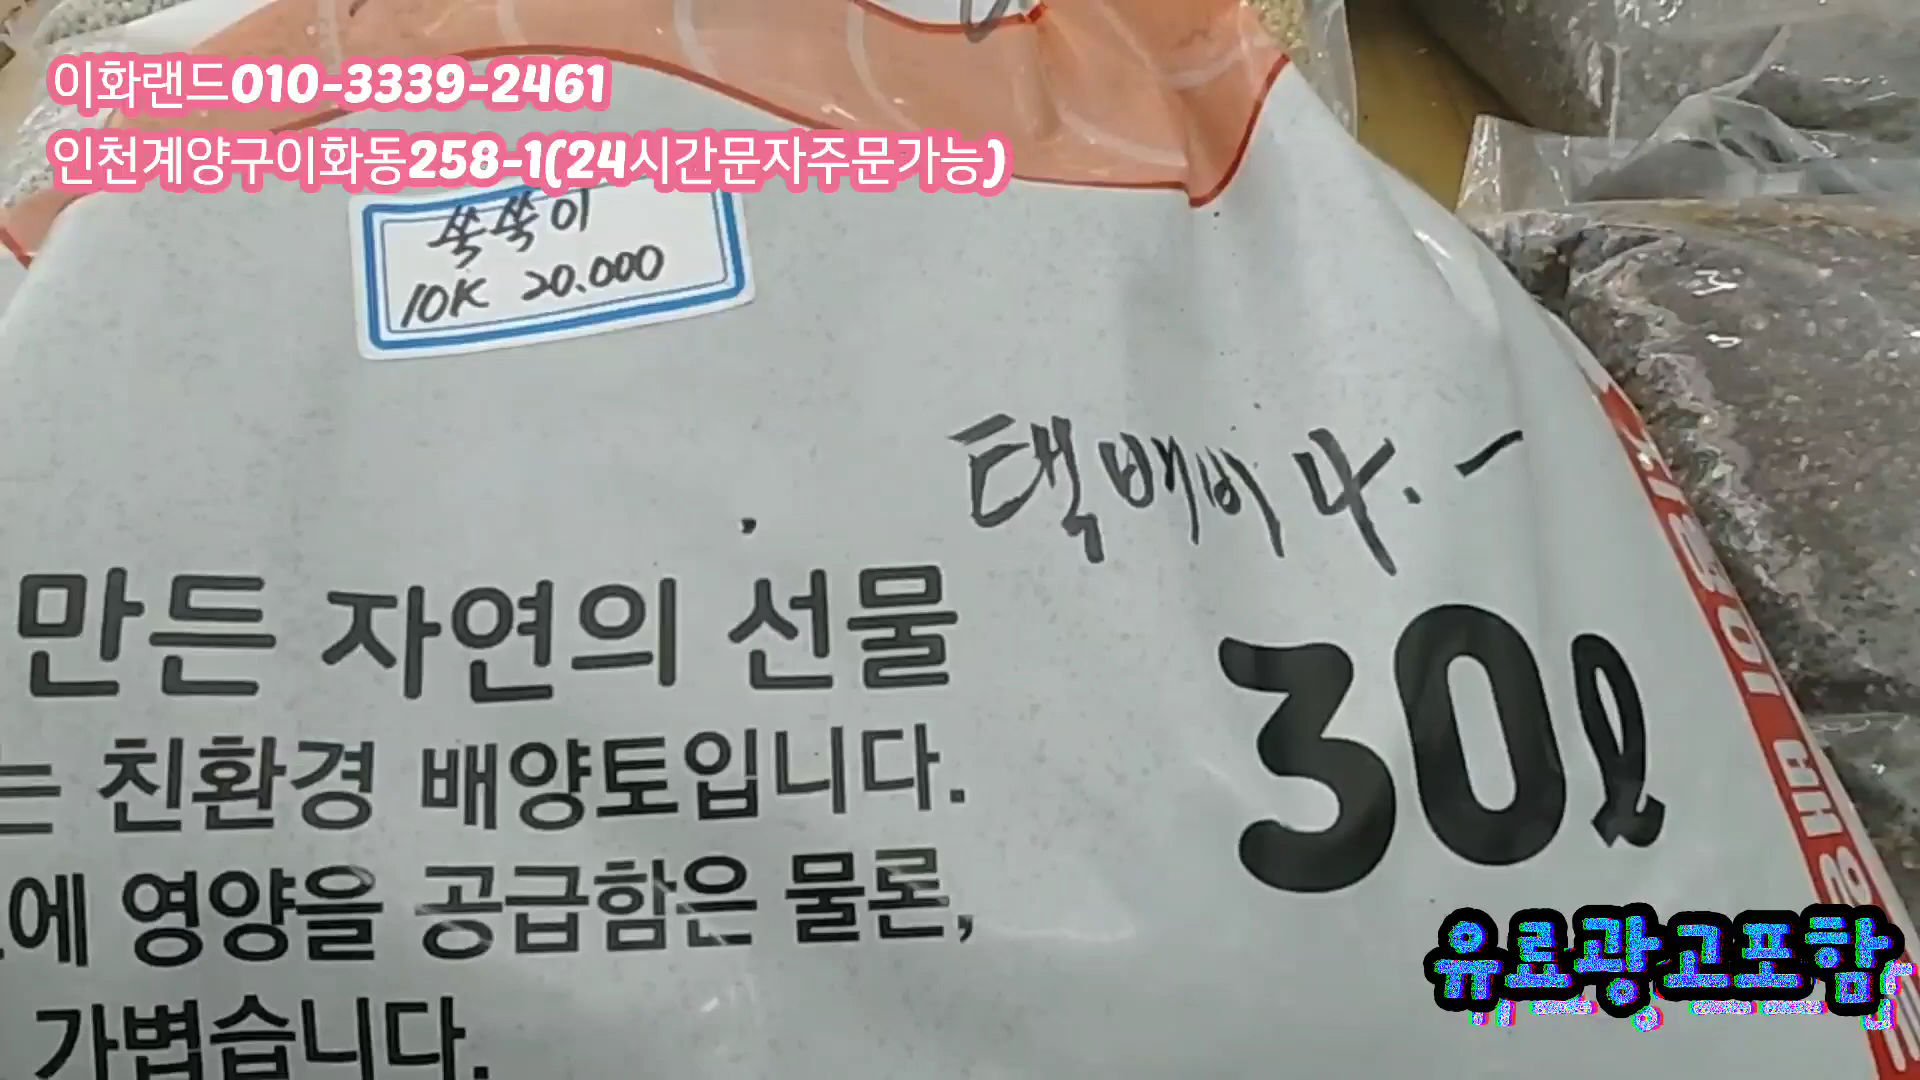 이화랜드010-3339-2461
인천계양구이화동258-1(24시간문자주문가능)
쑥쑥이
10K 20.000
택배비 4.-
만든 자연의 선물
는 친환경 배양토입니다.
에 영양을 공급함은 물론,
가볍습니다.
30ℓ
유료광고포함